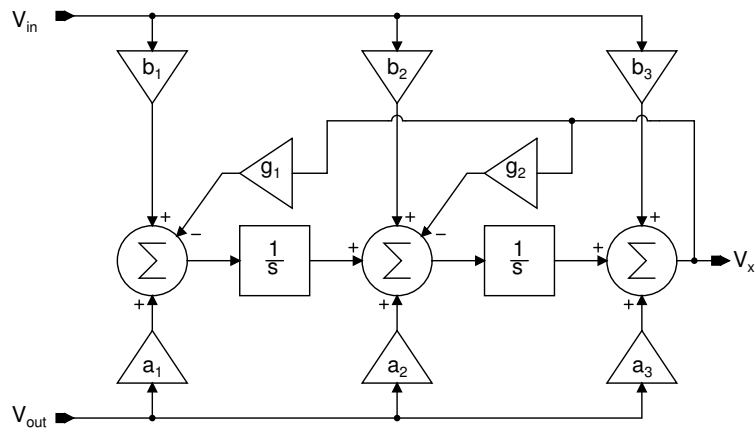 V_in
b_1
b_2
b_3
g_1
g_2
+
−
+
−
+
∑
1/s
+
∑
1/s
+
∑
V_x
+
+
+
a_1
a_2
a_3
V_out